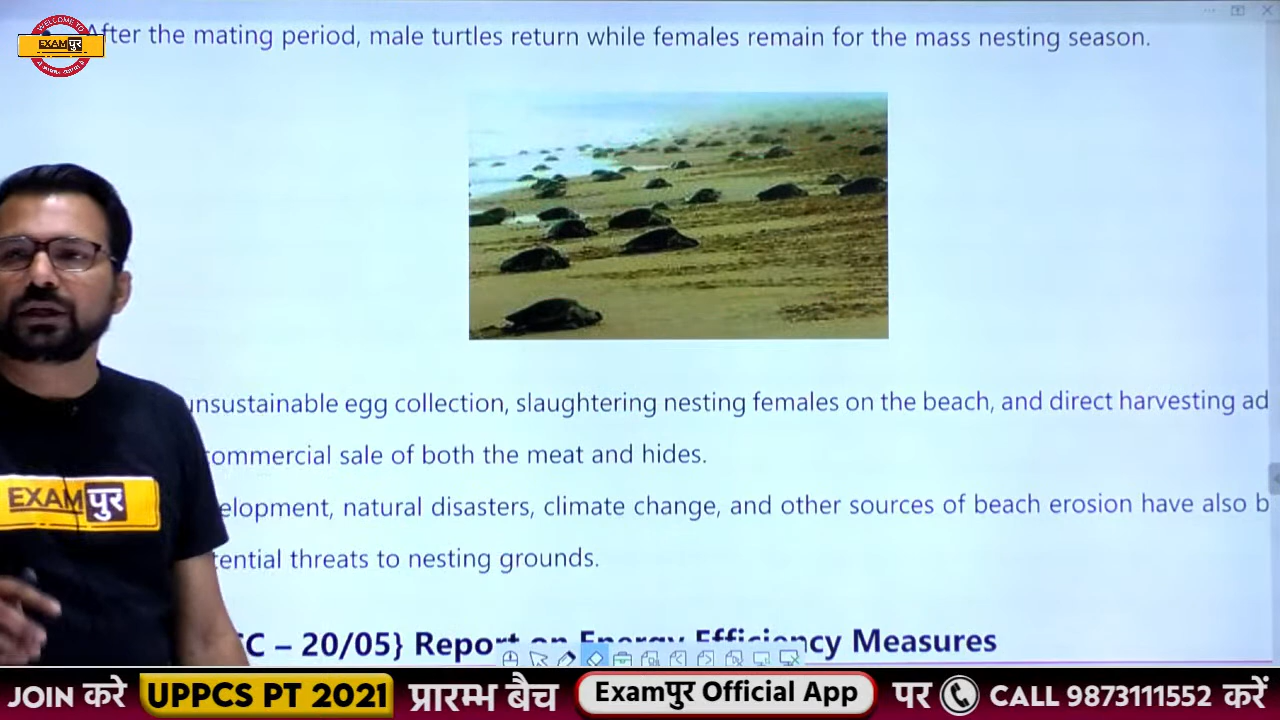 WELCOME TO
EXAMपुर
After the mating period, male turtles return while females remain for the mass nesting season.
unsustainable egg collection, slaughtering nesting females on the beach, and direct harvesting ad
commercial sale of both the meat and hides.
elopment, natural disasters, climate change, and other sources of beach erosion have also b
tential threats to nesting grounds.
EXAMपुर
C – 20/05} Report on Energy Efficiency Measures
JOIN करे UPPCS PT 2021 प्रारम्भ बैच Examपुर Official App पर CALL 9873111552 करें